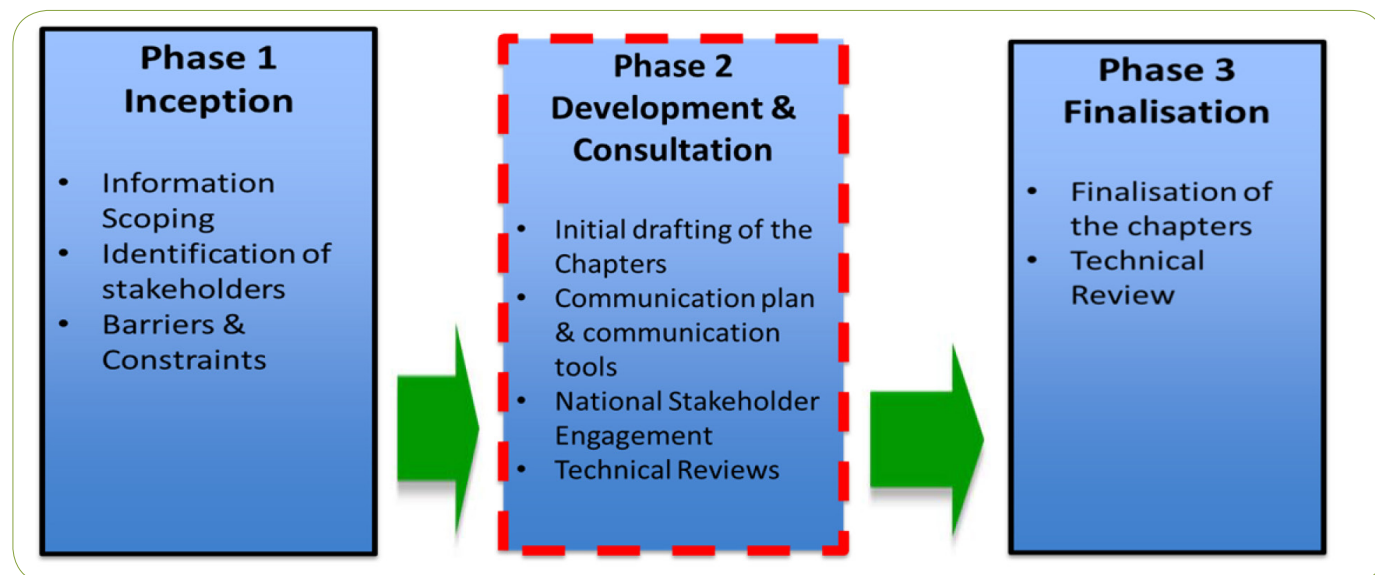 Phase 1
Inception
• Information
Scoping
• Identification of
stakeholders
• Barriers &
Constraints
Phase 2
Development &
Consultation
• Initial drafting of the
Chapters
• Communication plan
& communication
tools
• National Stakeholder
Engagement
• Technical Reviews
Phase 3
Finalisation
• Finalisation of
the chapters
• Technical
Review